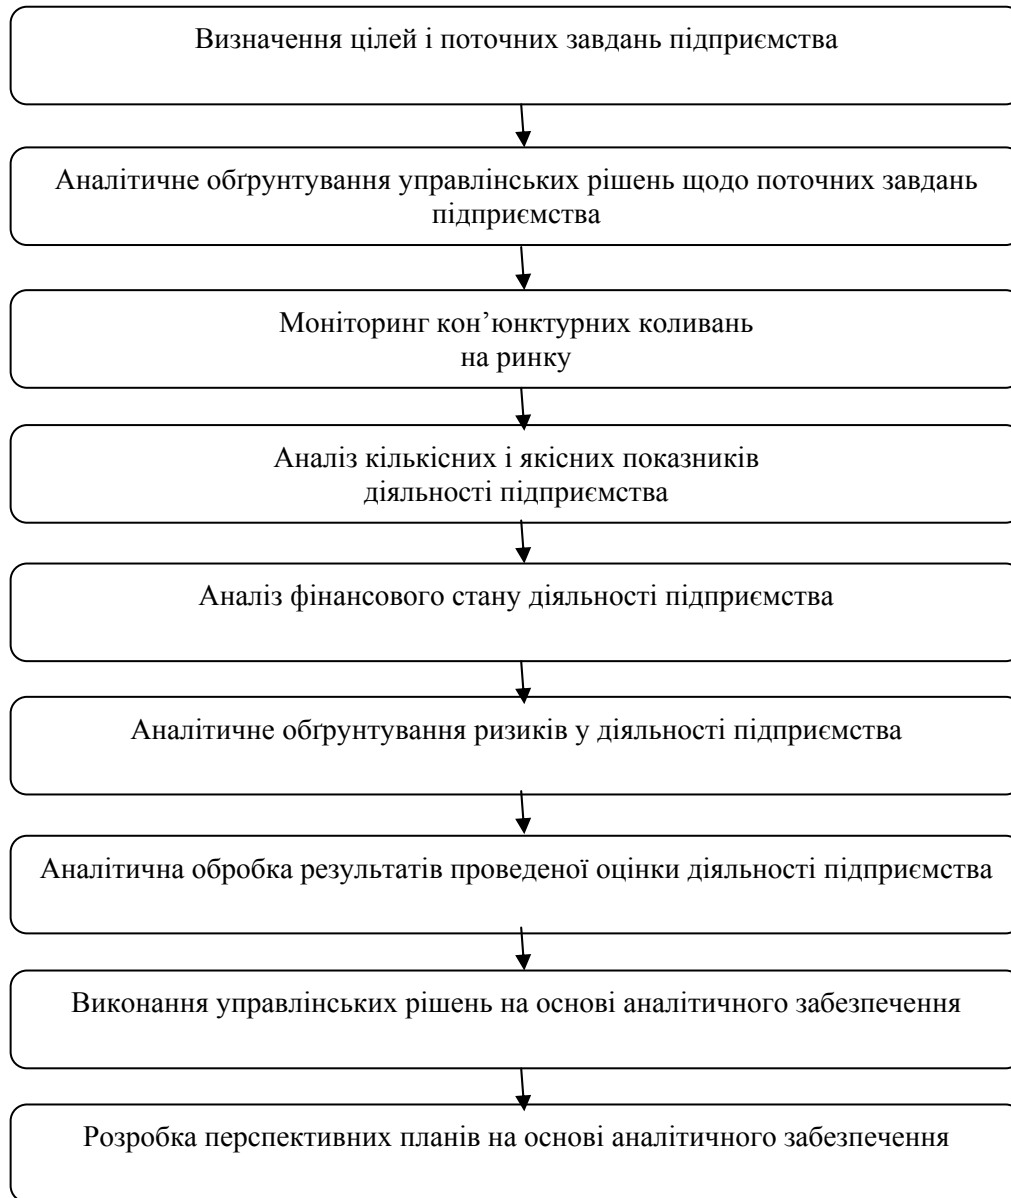 Визначення цілей і поточних завдань підприємства
Аналітичне обґрунтування управлінських рішень щодо поточних завдань
підприємства
Моніторинг кон’юнктурних коливань
на ринку
Аналіз кількісних і якісних показників
діяльності підприємства
Аналіз фінансового стану діяльності підприємства
Аналітичне обґрунтування ризиків у діяльності підприємства
Аналітична обробка результатів проведеної оцінки діяльності підприємства
Виконання управлінських рішень на основі аналітичного забезпечення
Розробка перспективних планів на основі аналітичного забезпечення